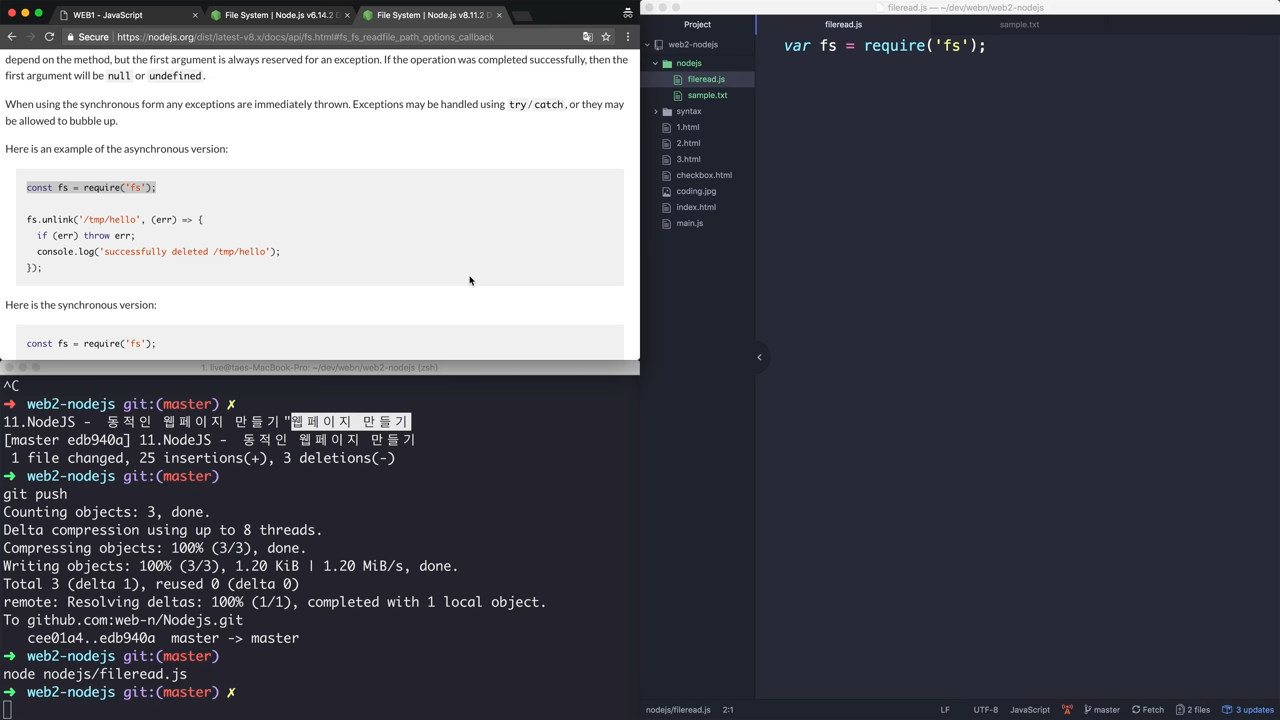 WEB1 - JavaScript
File System | Node.js v6.14.2 D
File System | Node.js v8.11.2 D
Secure
https://nodejs.org/dist/latest-v8.x/docs/api/fs.html#fs_fs_readfile_path_options_callback
depend on the method, but the first argument is always reserved for an exception. If the operation was completed successfully, then the
first argument will be null or undefined.
When using the synchronous form any exceptions are immediately thrown. Exceptions may be handled using try/catch, or they may
be allowed to bubble up.
Here is an example of the asynchronous version:
const fs = require('fs');
fs.unlink('/tmp/hello', (err) => {
if (err) throw err;
console.log('successfully deleted /tmp/hello');
});
Here is the synchronous version:
const fs = require('fs');
1. live@taes-MacBook-Pro: ~/dev/webn/web2-nodejs (zsh)
^C
➜ web2-nodejs git:(master) ✗
11.NodeJS - 동적인 웹페이지 만들기"웹페이지 만들기
[master edb940a] 11.NodeJS - 동적인 웹페이지 만들기
1 file changed, 25 insertions(+), 3 deletions(-)
➜ web2-nodejs git:(master)
git push
Counting objects: 3, done.
Delta compression using up to 8 threads.
Compressing objects: 100% (3/3), done.
Writing objects: 100% (3/3), 1.20 KiB | 1.20 MiB/s, done.
Total 3 (delta 1), reused 0 (delta 0)
remote: Resolving deltas: 100% (1/1), completed with 1 local object.
To github.com:web-n/Nodejs.git
cee01a4..edb940a master -> master
➜ web2-nodejs git:(master)
node nodejs/fileread.js
➜ web2-nodejs git:(master) ✗
fileread.js — ~/dev/webn/web2-nodejs
Project
web2-nodejs
nodejs
fileread.js
sample.txt
syntax
1.html
2.html
3.html
checkbox.html
coding.jpg
index.html
main.js
fileread.js
sample.txt
var fs = require('fs');
nodejs/fileread.js 2:1
LF UTF-8 JavaScript master Fetch 2 files 3 updates